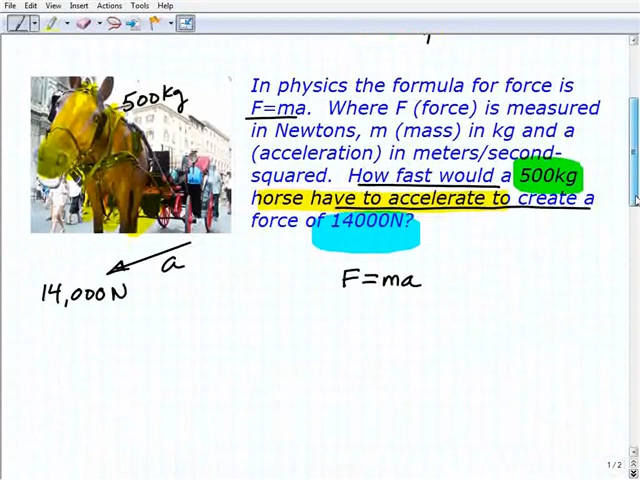 File Edit View Insert Actions Tools Help
500kg
In physics the formula for force is
F=ma. Where F (force) is measured
in Newtons, m (mass) in kg and a
(acceleration) in meters/second-
squared. How fast would a 500kg
horse have to accelerate to create a
force of 14000N?
a
14,000N
F=ma
1/2